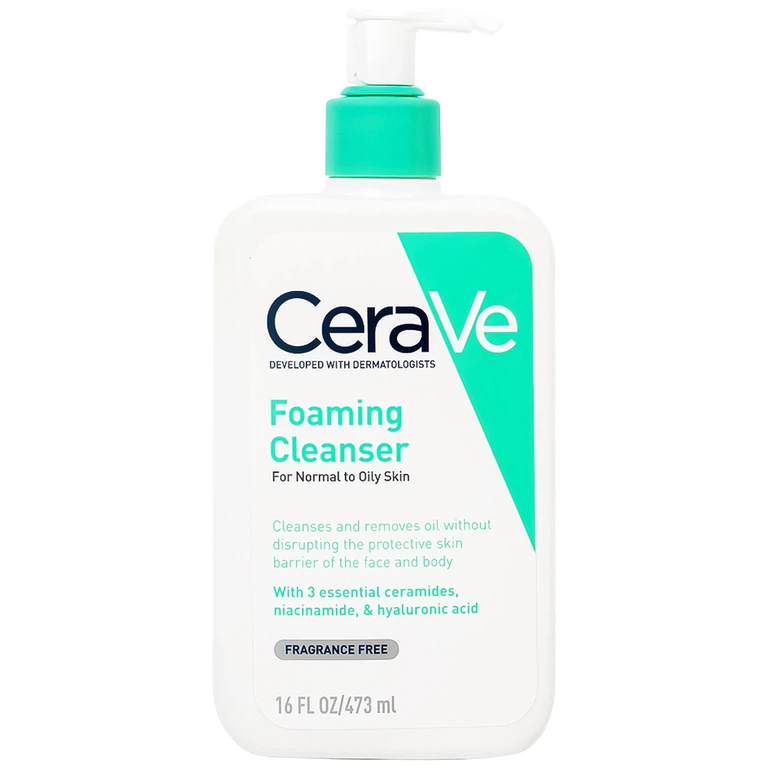 CeraVe
DEVELOPED WITH DERMATOLOGISTS
Foaming
Cleanser
For Normal to Oily Skin
Cleanses and removes oil without
disrupting the protective skin
barrier of the face and body
With 3 essential ceramides,
niacinamide, & hyaluronic acid
FRAGRANCE FREE
16 FL OZ/473 ml